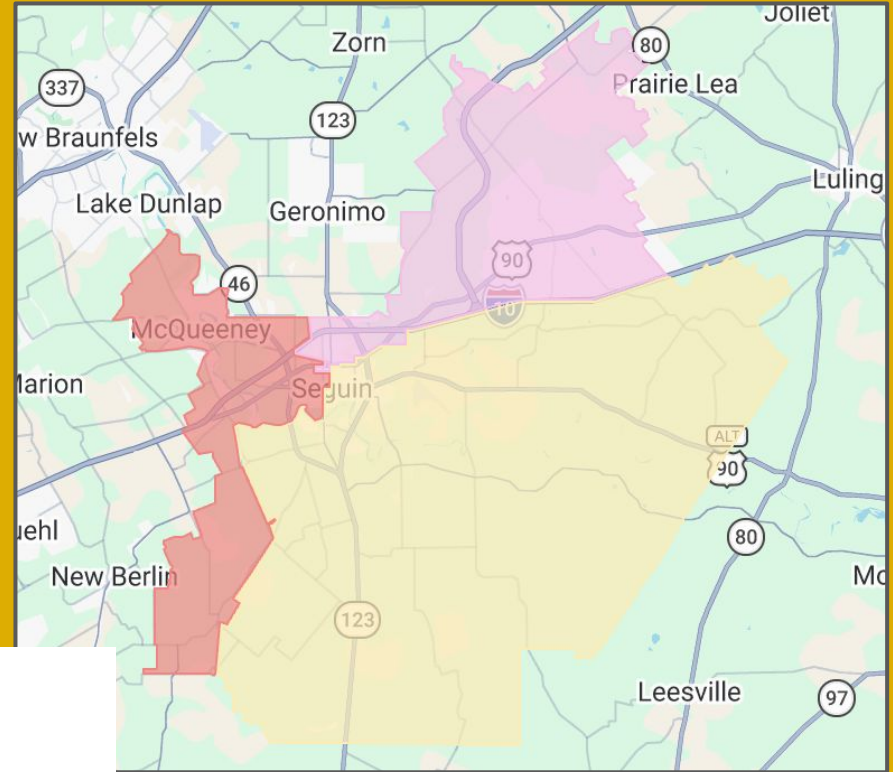 Joliet
Zorn
80
Prairie Lea
337
123
w Braunfels
Luling
Lake Dunlap
Geronimo
90
46
10
McQueeney
Marion
Seguin
ALT
90
80
uehl
New Berlin
Mc
123
Leesville
97